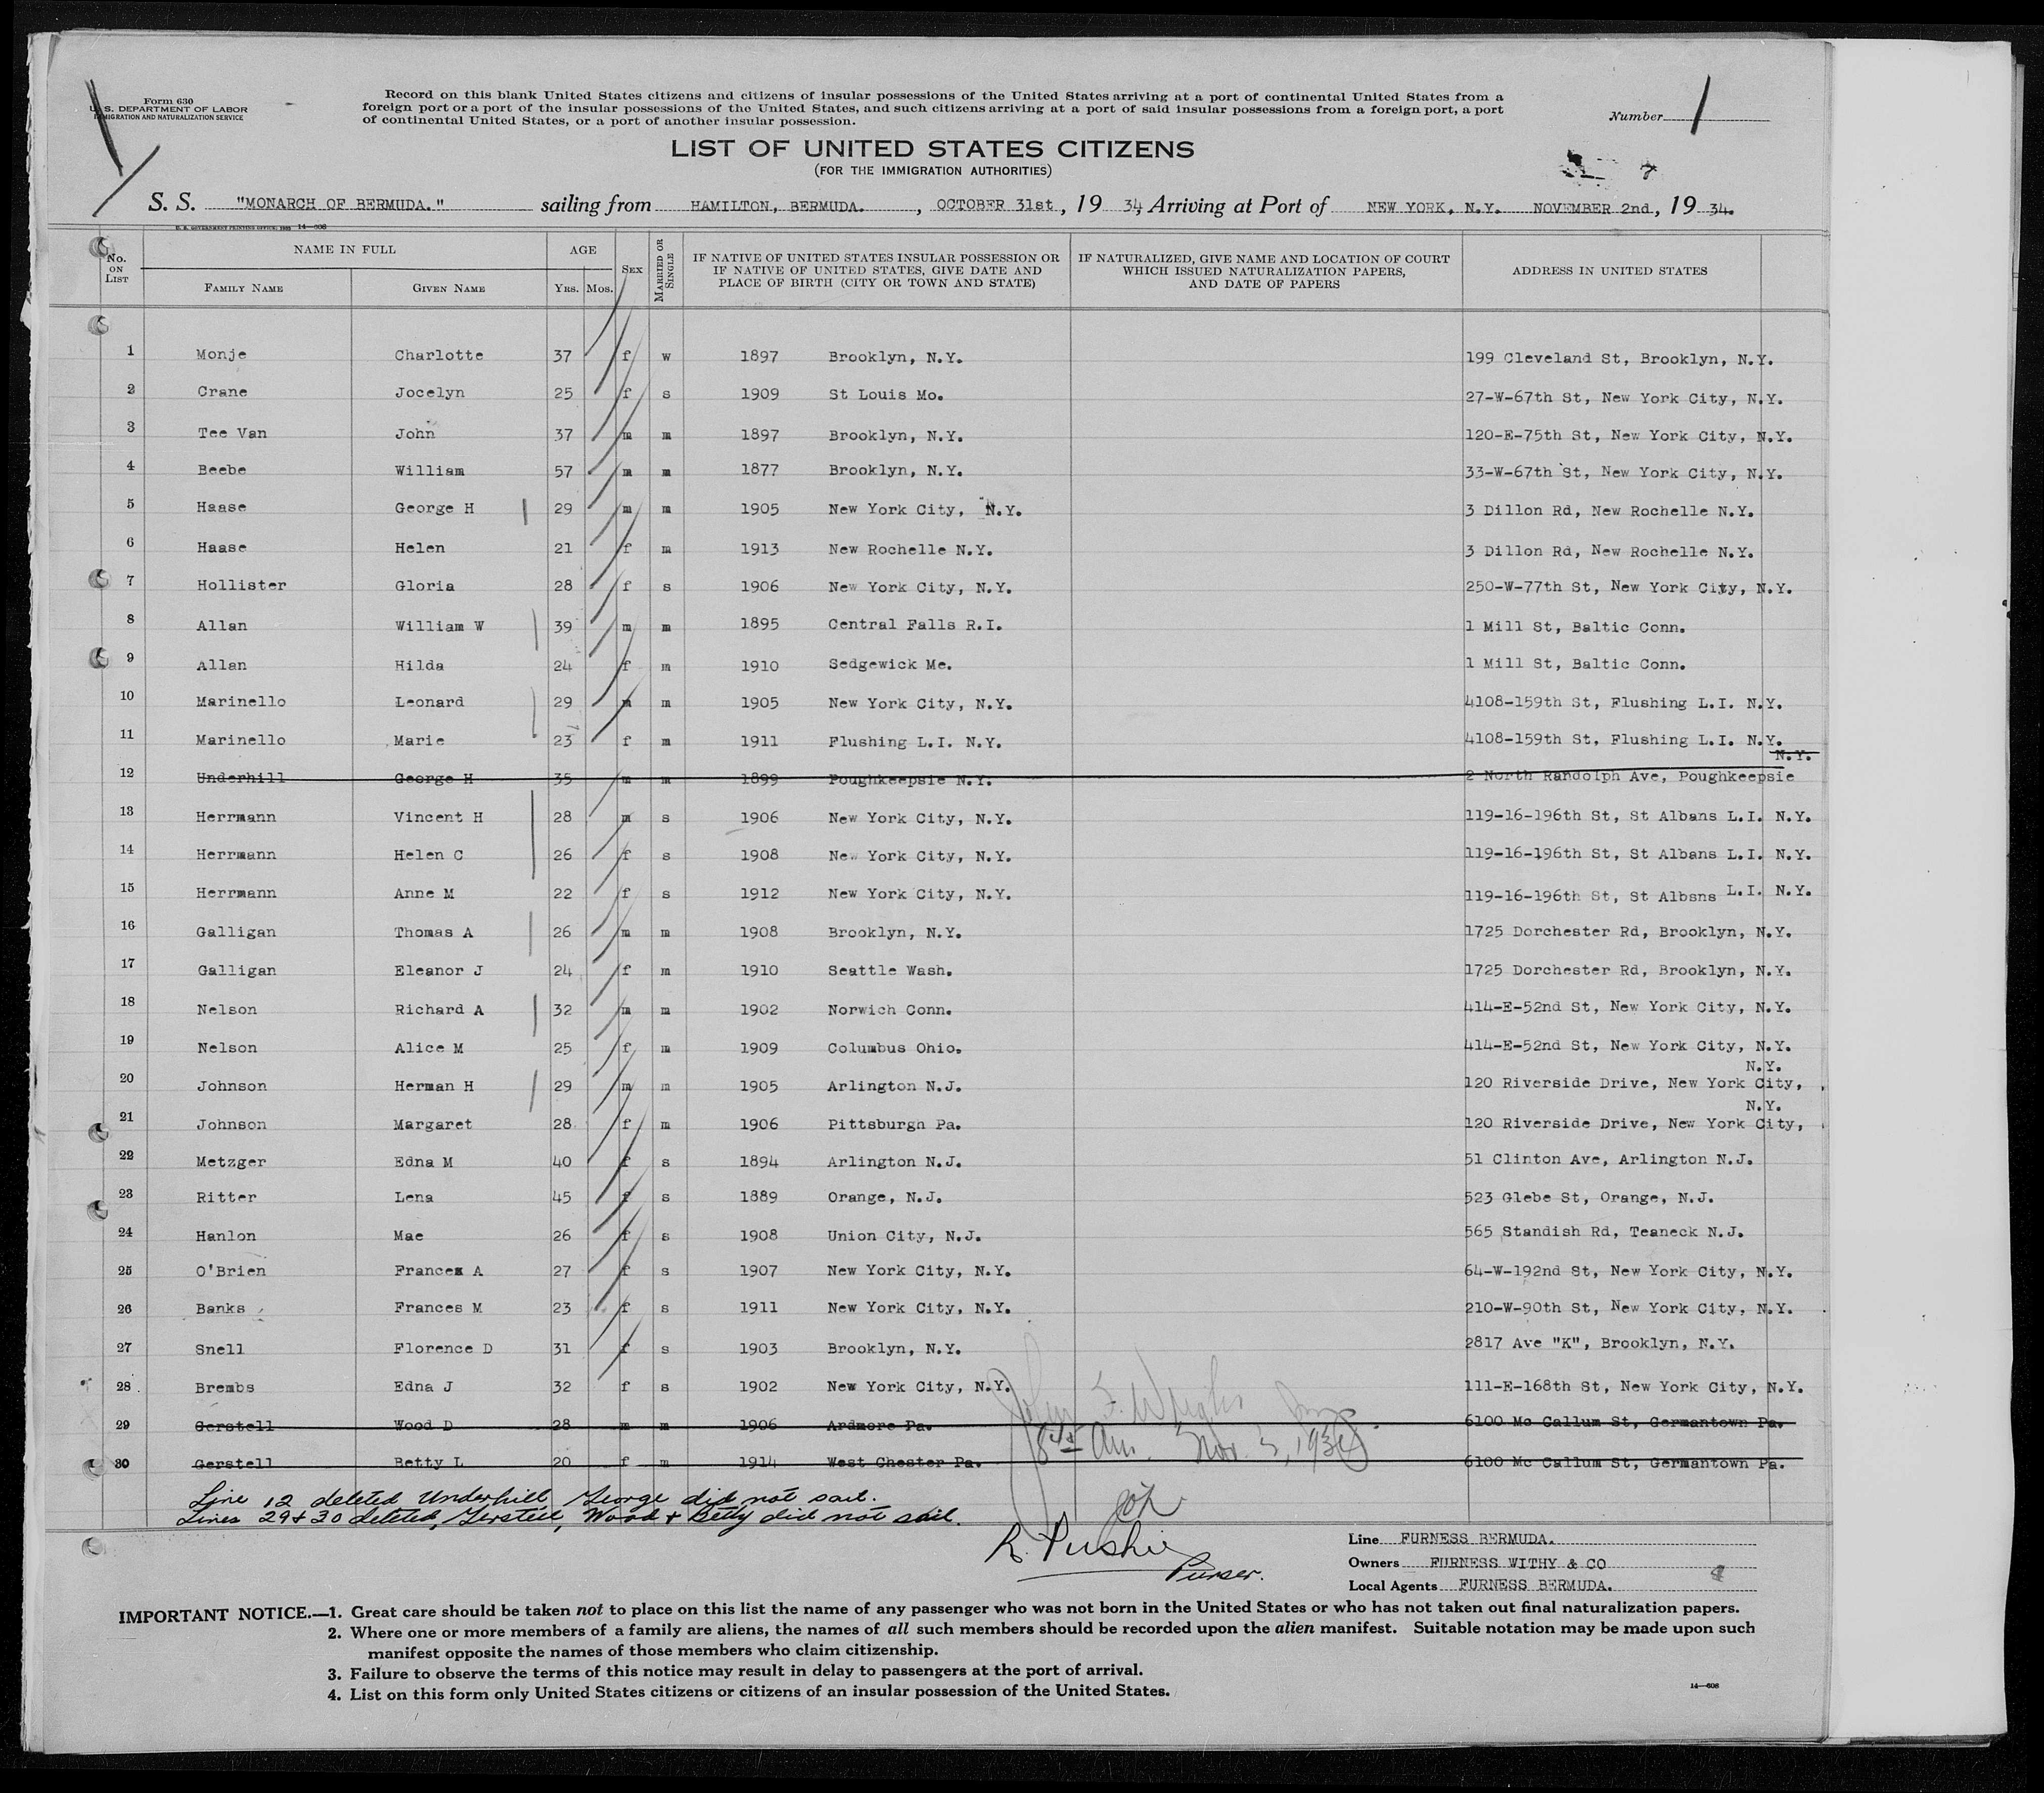 Form 630
U. S. DEPARTMENT OF LABOR
IMMIGRATION AND NATURALIZATION SERVICE
Record on this blank United States citizens and citizens of insular possessions of the United States arriving at a port of continental United States from a
foreign port or a port of the insular possessions of the United States, and such citizens arriving at a port of said insular possessions from a foreign port, a port
of continental United States, or a port of another insular possession.
Number 1
LIST OF UNITED STATES CITIZENS
(FOR THE IMMIGRATION AUTHORITIES)
S. S. "MONARCH OF BERMUDA." sailing from HAMILTON, BERMUDA. , OCTOBER 31st, 19 34, Arriving at Port of NEW YORK, N.Y. NOVEMBER 2nd, 19 34.
U. S. GOVERNMENT PRINTING OFFICE: 14—608
No. ON LIST
NAME IN FULL
FAMILY NAME
GIVEN NAME
AGE
YRS. MOS.
SEX
MARRIED OR SINGLE
IF NATIVE OF UNITED STATES INSULAR POSSESSION OR
IF NATIVE OF UNITED STATES, GIVE DATE AND
PLACE OF BIRTH (CITY OR TOWN AND STATE)
IF NATURALIZED, GIVE NAME AND LOCATION OF COURT
WHICH ISSUED NATURALIZATION PAPERS,
AND DATE OF PAPERS
ADDRESS IN UNITED STATES
1 Monje Charlotte 37 f w 1897 Brooklyn, N.Y. 199 Cleveland St, Brooklyn, N.Y.
2 Crane Jocelyn 25 f s 1909 St Louis Mo. 27-W-67th St, New York City, N.Y.
3 Tee Van John 37 m m 1897 Brooklyn, N.Y. 120-E-75th St, New York City, N.Y.
4 Beebe William 57 m m 1877 Brooklyn, N.Y. 33-W-67th St, New York City, N.Y.
5 Haase George H 29 m m 1905 New York City, N.Y. 3 Dillon Rd, New Rochelle N.Y.
6 Haase Helen 21 f m 1913 New Rochelle N.Y. 3 Dillon Rd, New Rochelle N.Y.
7 Hollister Gloria 28 f s 1906 New York City, N.Y. 250-W-77th St, New York City, N.Y.
8 Allan William W 39 m m 1895 Central Falls R.I. 1 Mill St, Baltic Conn.
9 Allan Hilda 24 f m 1910 Sedgewick Me. 1 Mill St, Baltic Conn.
10 Marinello Leonard 29 m m 1905 New York City, N.Y. 4108-159th St, Flushing L.I. N.Y.
11 Marinello Marie 23 f m 1911 Flushing L.I. N.Y. 4108-159th St, Flushing L.I. N.Y.
N.Y.
12 Underhill George H 35 m m 1899 Poughkeepsie N.Y. 2 North Randolph Ave, Poughkeepsie
13 Herrmann Vincent H 28 m s 1906 New York City, N.Y. 119-16-196th St, St Albans L.I. N.Y.
14 Herrmann Helen C 26 f s 1908 New York City, N.Y. 119-16-196th St, St Albans L.I. N.Y.
15 Herrmann Anne M 22 f s 1912 New York City, N.Y. 119-16-196th St, St Albsns L.I. N.Y.
16 Galligan Thomas A 26 m m 1908 Brooklyn, N.Y. 1725 Dorchester Rd, Brooklyn, N.Y.
17 Galligan Eleanor J 24 f m 1910 Seattle Wash. 1725 Dorchester Rd, Brooklyn, N.Y.
18 Nelson Richard A 32 m m 1902 Norwich Conn. 414-E-52nd St, New York City, N.Y.
19 Nelson Alice M 25 f m 1909 Columbus Ohio. 414-E-52nd St, New York City, N.Y.
N.Y.
20 Johnson Herman H 29 m m 1905 Arlington N.J. 120 Riverside Drive, New York City,
N.Y.
21 Johnson Margaret 28 f m 1906 Pittsburgh Pa. 120 Riverside Drive, New York City,
22 Metzger Edna M 40 f s 1894 Arlington N.J. 51 Clinton Ave, Arlington N.J.
23 Ritter Lena 45 f s 1889 Orange, N.J. 523 Glebe St, Orange, N.J.
24 Hanlon Mae 26 f s 1908 Union City, N.J. 565 Standish Rd, Teaneck N.J.
25 O'Brien Frances A 27 f s 1907 New York City, N.Y. 64-W-192nd St, New York City, N.Y.
26 Banks Frances M 23 f s 1911 New York City, N.Y. 210-W-90th St, New York City, N.Y.
27 Snell Florence D 31 f s 1903 Brooklyn, N.Y. 2817 Ave "K", Brooklyn, N.Y.
28 Brembs Edna J 32 f s 1902 New York City, N.Y. 111-E-168th St, New York City, N.Y.
29 Gerstell Wood D 28 m m 1906 Ardmore Pa. 6100 Mc Callum St, Germantown Pa.
30 Gerstell Betty L 20 f m 1914 West Chester Pa. 6100 Mc Callum St, Germantown Pa.
Line 12 deleted Underhill, George did not sail.
Lines 29 & 30 deleted, Gerstell, Wood & Betty did not sail.
Purser.
Line FURNESS BERMUDA.
Owners FURNESS WITHY & CO
Local Agents FURNESS BERMUDA.
IMPORTANT NOTICE.—1. Great care should be taken not to place on this list the name of any passenger who was not born in the United States or who has not taken out final naturalization papers.
2. Where one or more members of a family are aliens, the names of all such members should be recorded upon the alien manifest. Suitable notation may be made upon such
manifest opposite the names of those members who claim citizenship.
3. Failure to observe the terms of this notice may result in delay to passengers at the port of arrival.
4. List on this form only United States citizens or citizens of an insular possession of the United States.
14—608